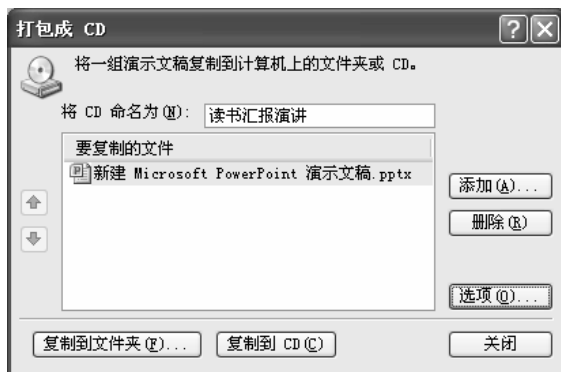 打包成 CD
将一组演示文稿复制到计算机上的文件夹或 CD。
将 CD 命名为(N): 读书汇报演讲
要复制的文件
新建 Microsoft PowerPoint 演示文稿.pptx
添加(A)...
删除(R)
选项(O)...
复制到文件夹(F)... 复制到 CD(C) 关闭